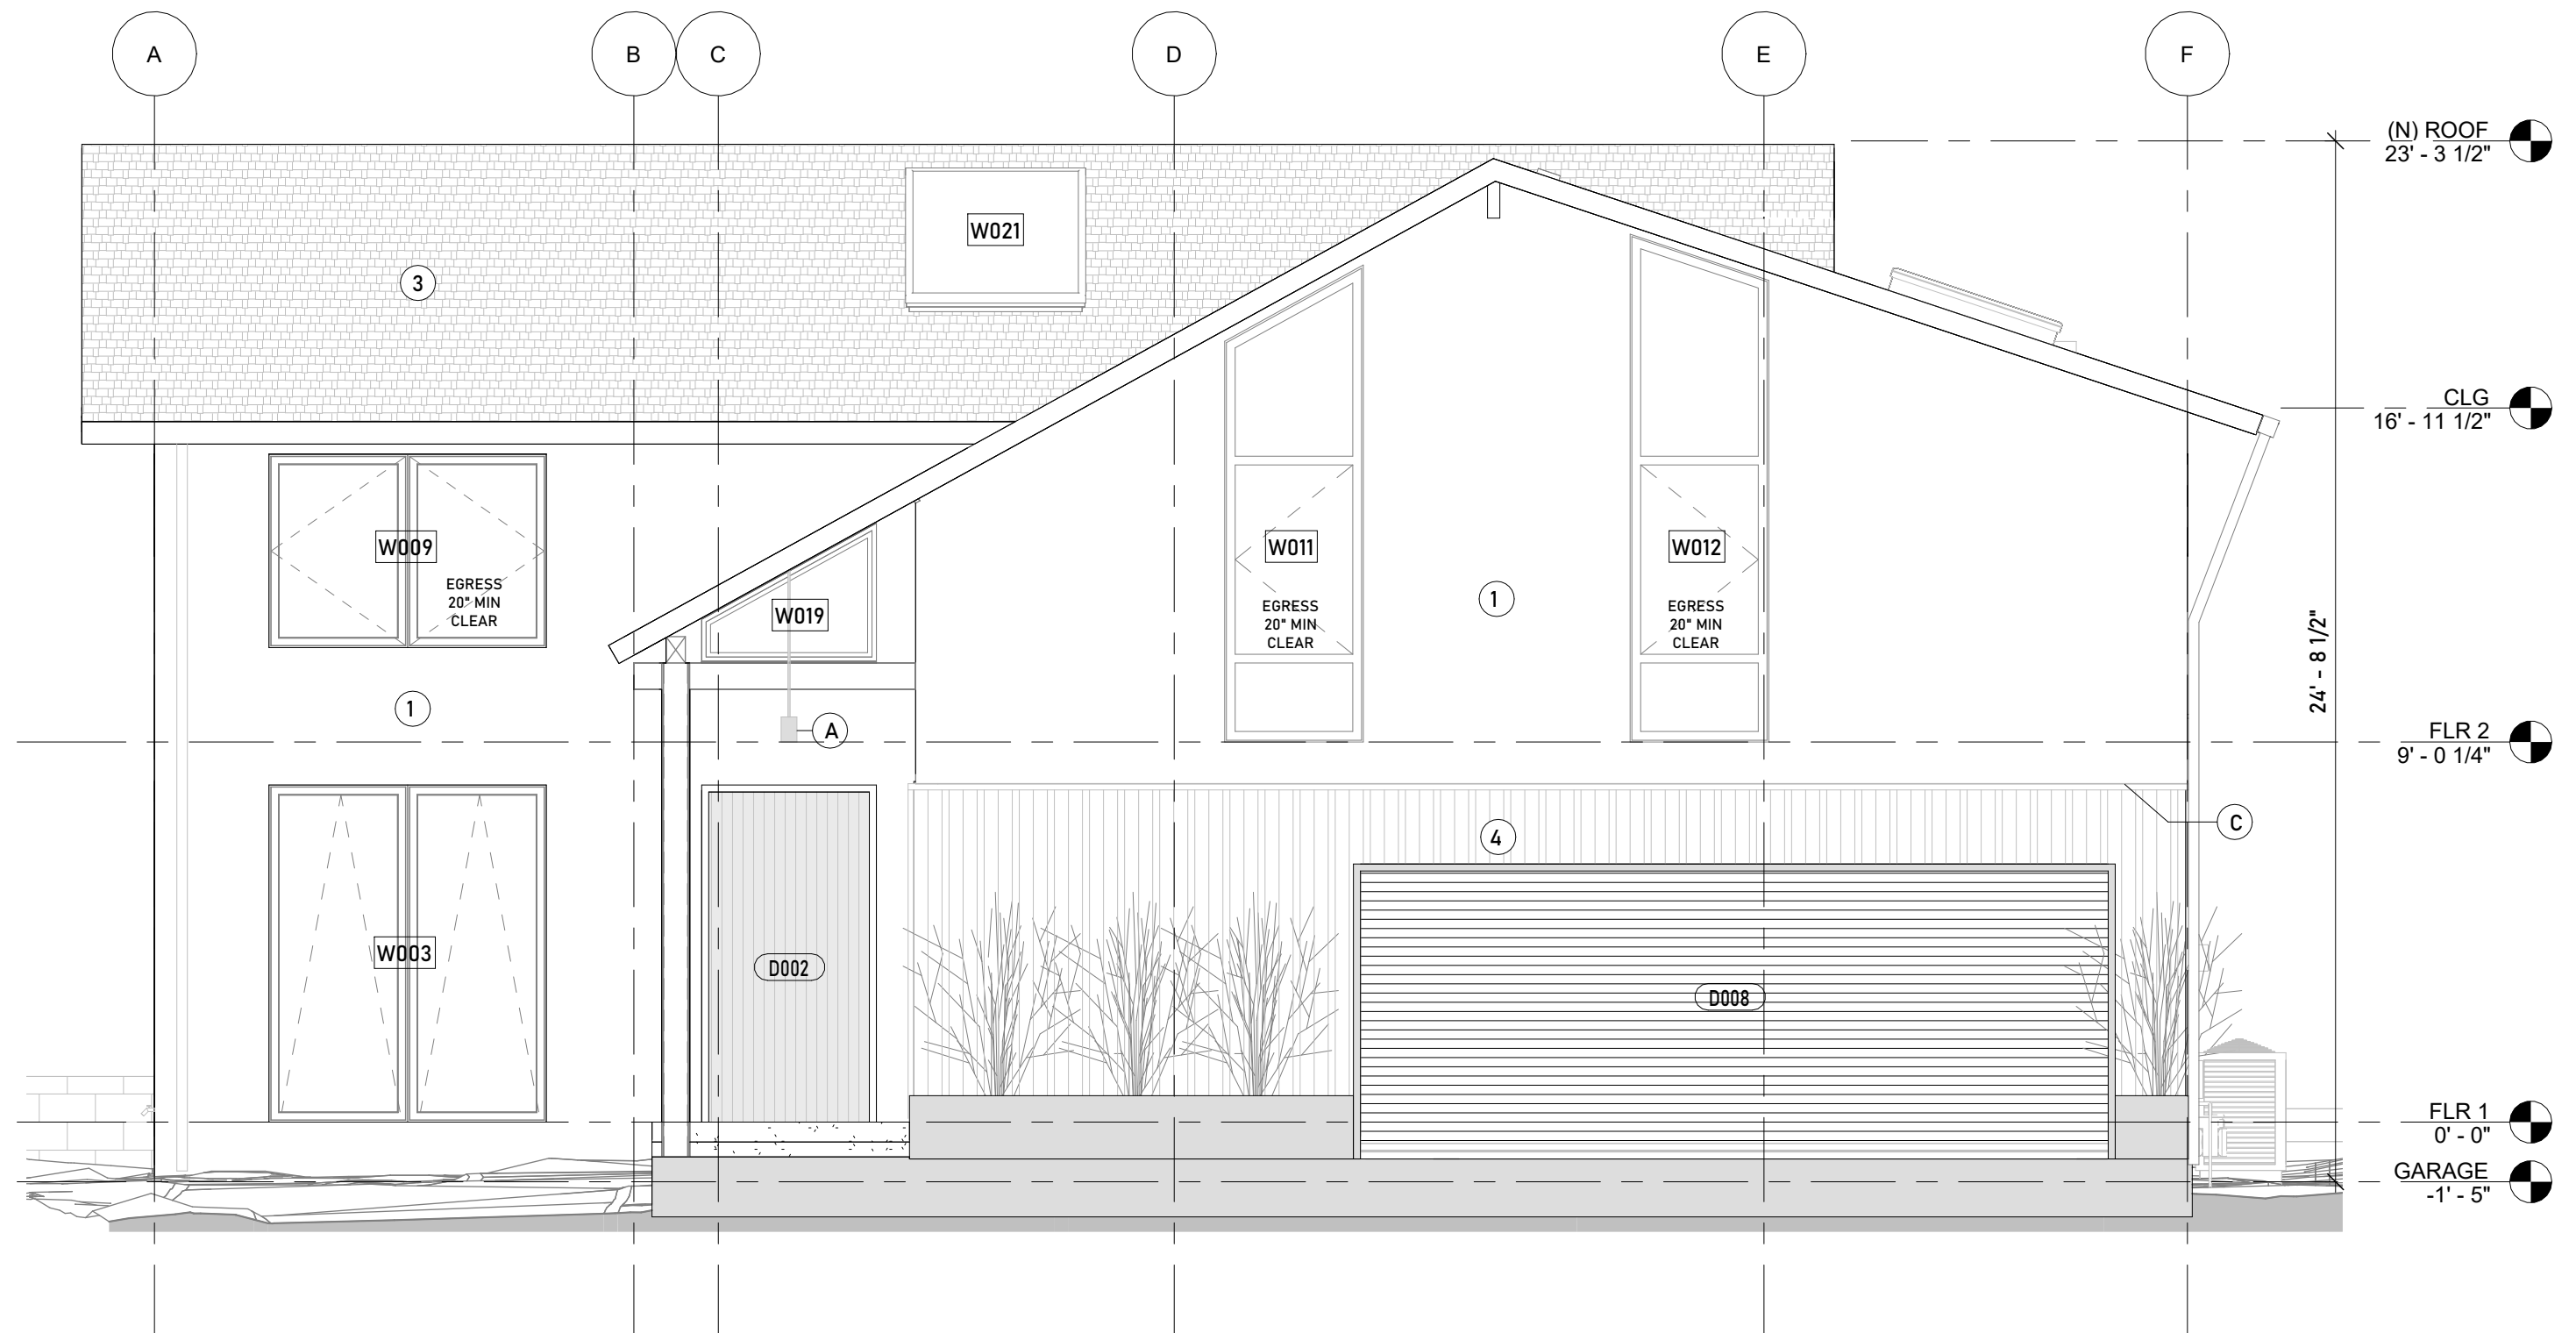 A
B
C
D
E
F
(N) ROOF
23' - 3 1/2"
W021
3
CLG
16' - 11 1/2"
W009
EGRESS
20" MIN
CLEAR
W011
EGRESS
20" MIN
CLEAR
W012
EGRESS
20" MIN
CLEAR
W019
1
1
24' - 8 1/2"
A
FLR 2
9' - 0 1/4"
C
4
W003
D002
D008
FLR 1
0' - 0"
GARAGE
-1' - 5"